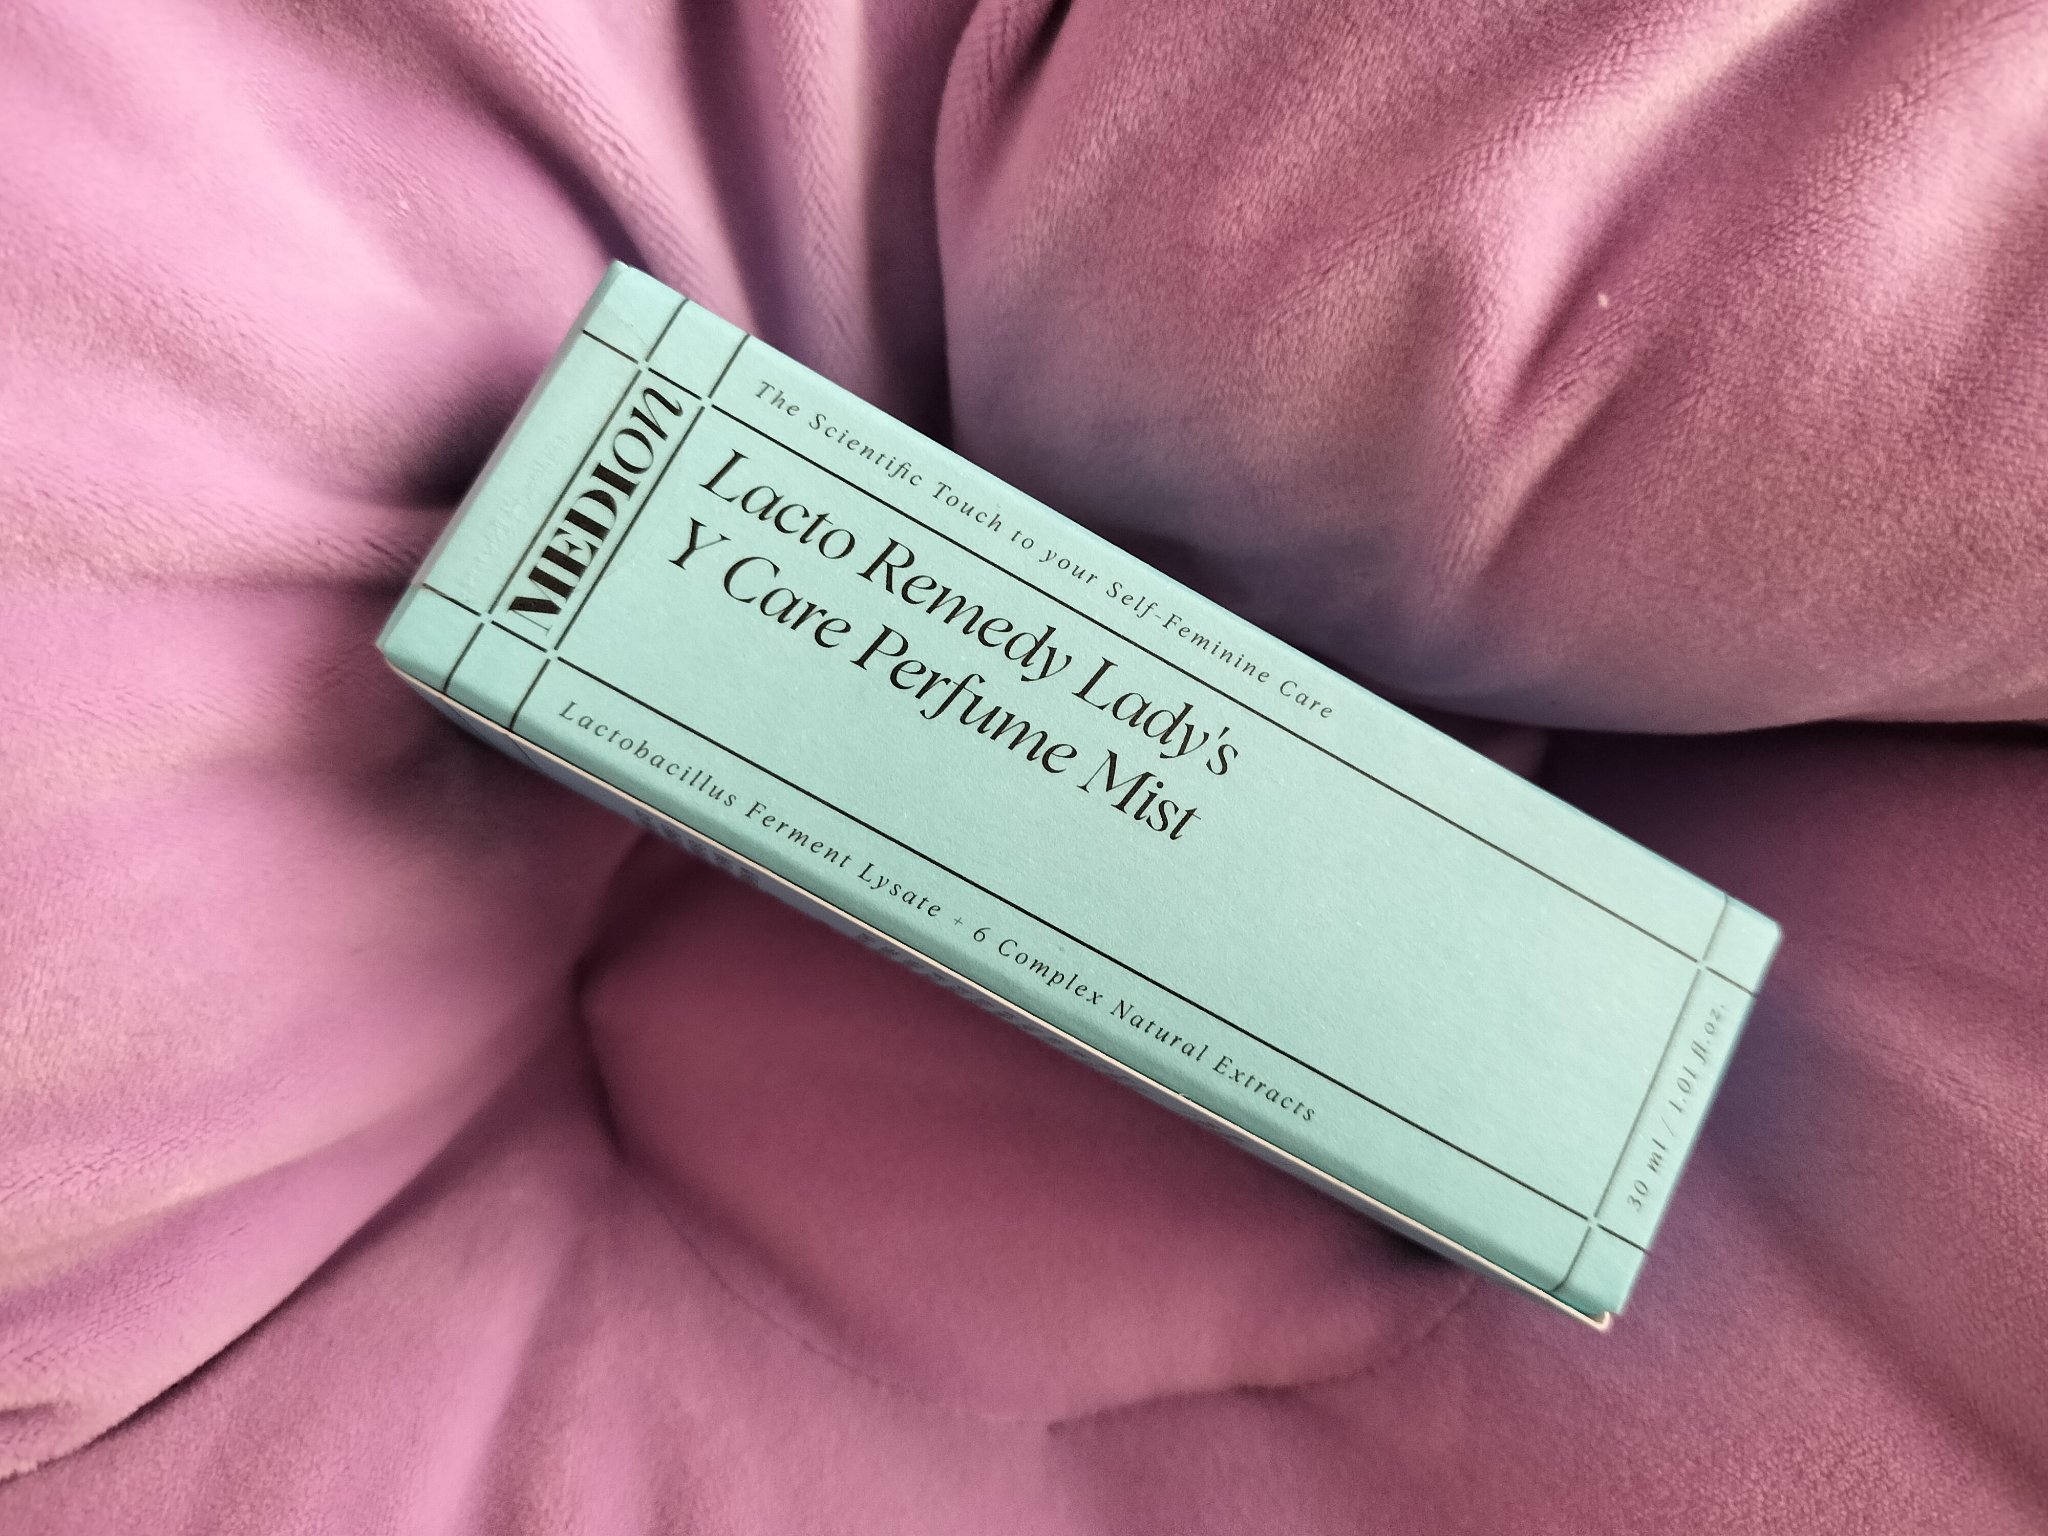 MEDION
The Scientific Touch to your Self-Feminine Care
Lacto Remedy Lady's
Y Care Perfume Mist
Lactobacillus Ferment Lysate + 6 Complex Natural Extracts
30 ml / 1.01 fl.oz.